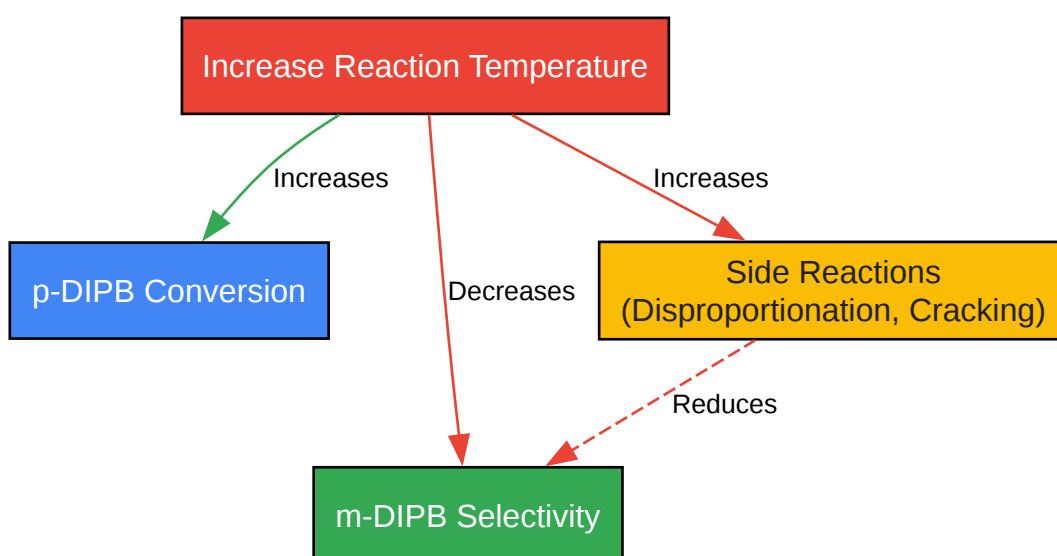 Increase Reaction Temperature
Increases
Increases
p-DIPB Conversion
Decreases
Side Reactions
(Disproportionation, Cracking)
Reduces
m-DIPB Selectivity